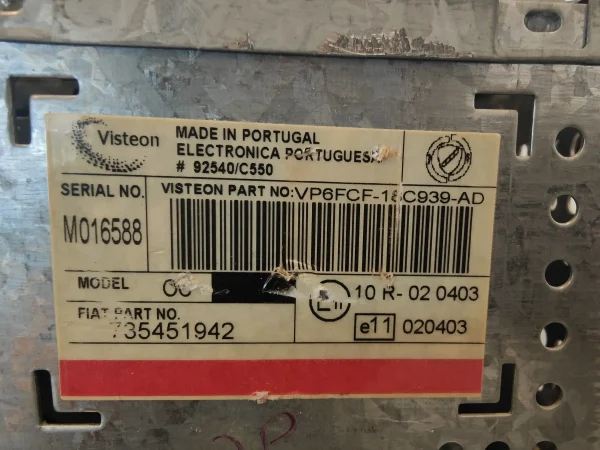 Visteon
MADE IN PORTUGAL
ELECTRONICA PORTUGUESA
# 92540/C550
SERIAL NO.
M016588
VISTEON PART NO:VP6FCF-18C939-AD
MODEL
10 R- 02 0403
e11 020403
FIAT PART NO.
735451942